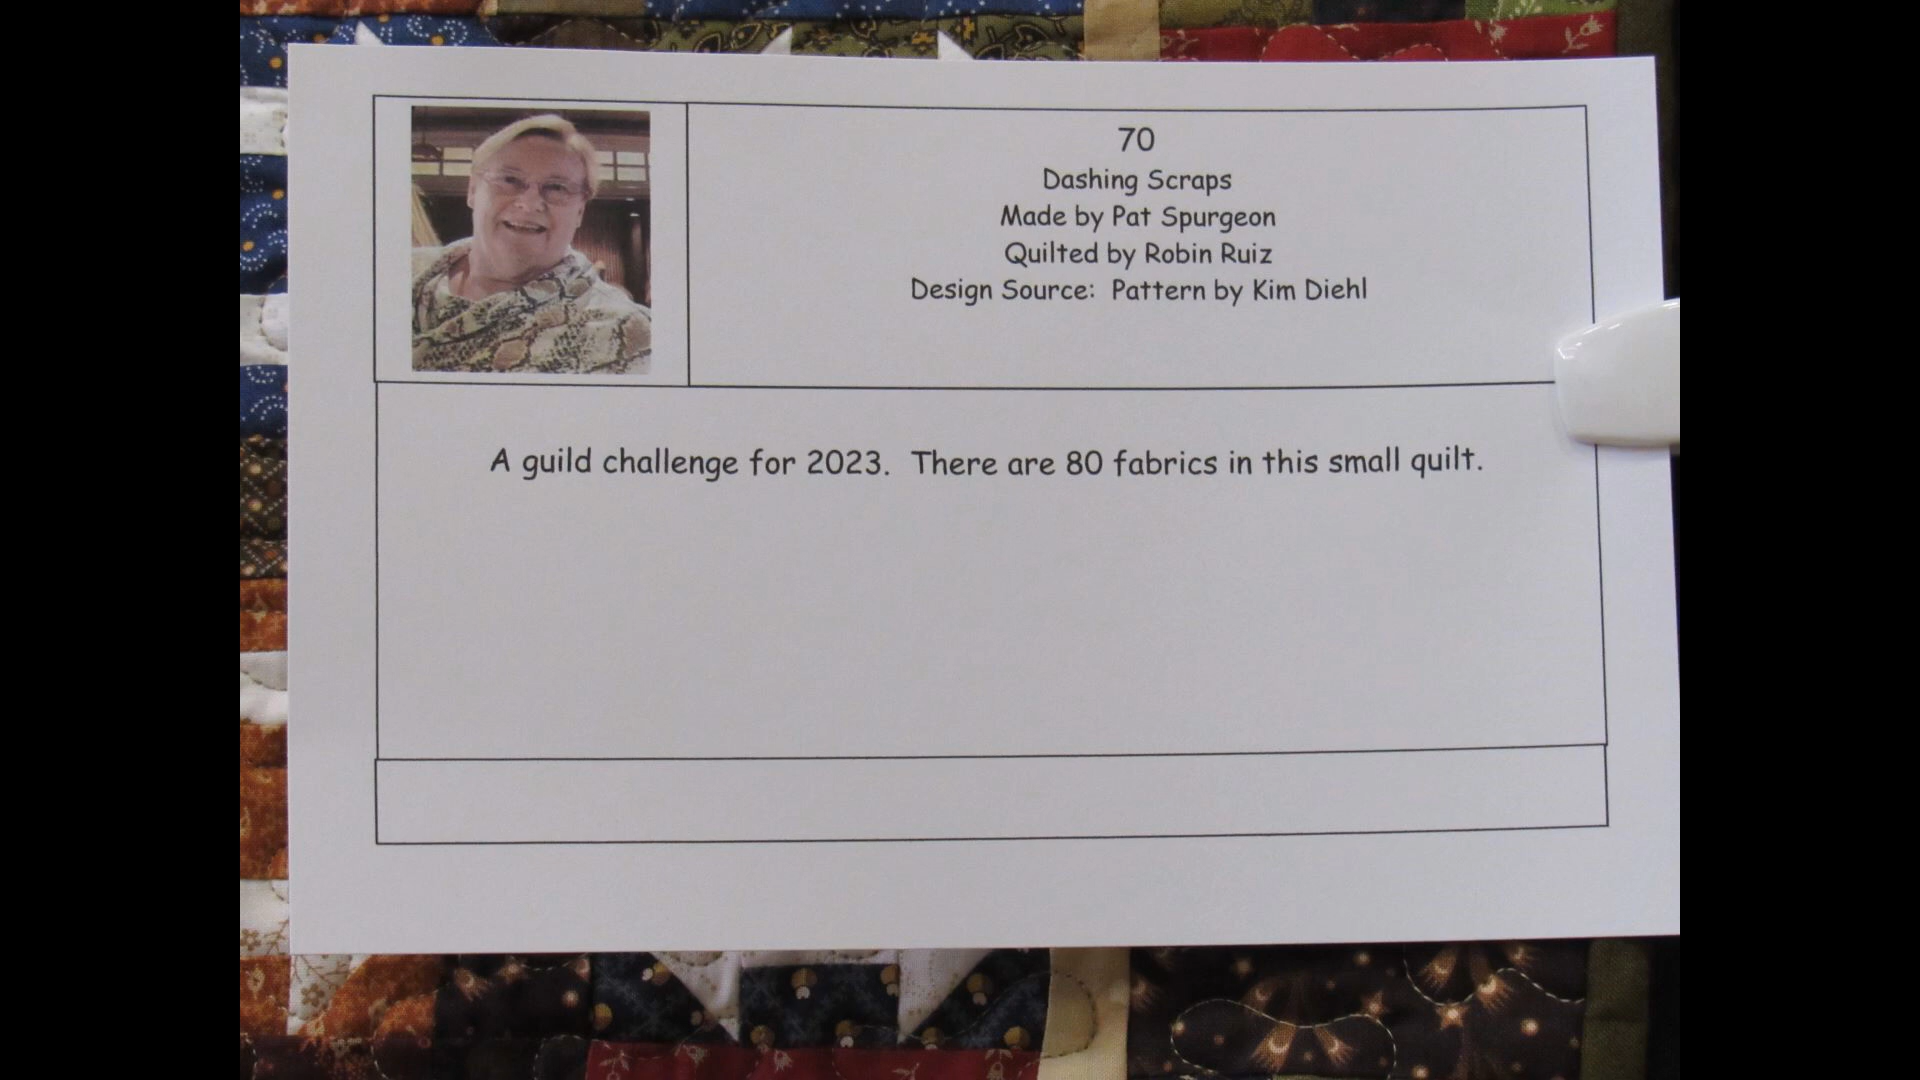 70
Dashing Scraps
Made by Pat Spurgeon
Quilted by Robin Ruiz
Design Source:  Pattern by Kim Diehl
A guild challenge for 2023.  There are 80 fabrics in this small quilt.